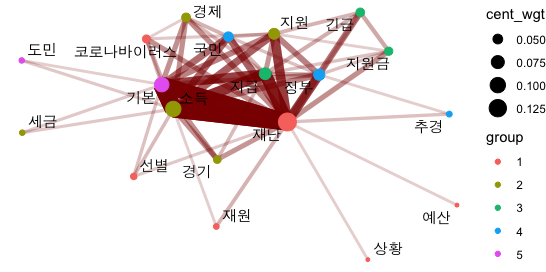 경제
지원
긴급
cent_wgt
도민
코로나바이러스
국민
0.050
지원금
0.075
지급
정부
기본
소득
0.100
0.125
세금
재난
추경
group
선별
경기
1
2
재원
예산
3
4
상황
5